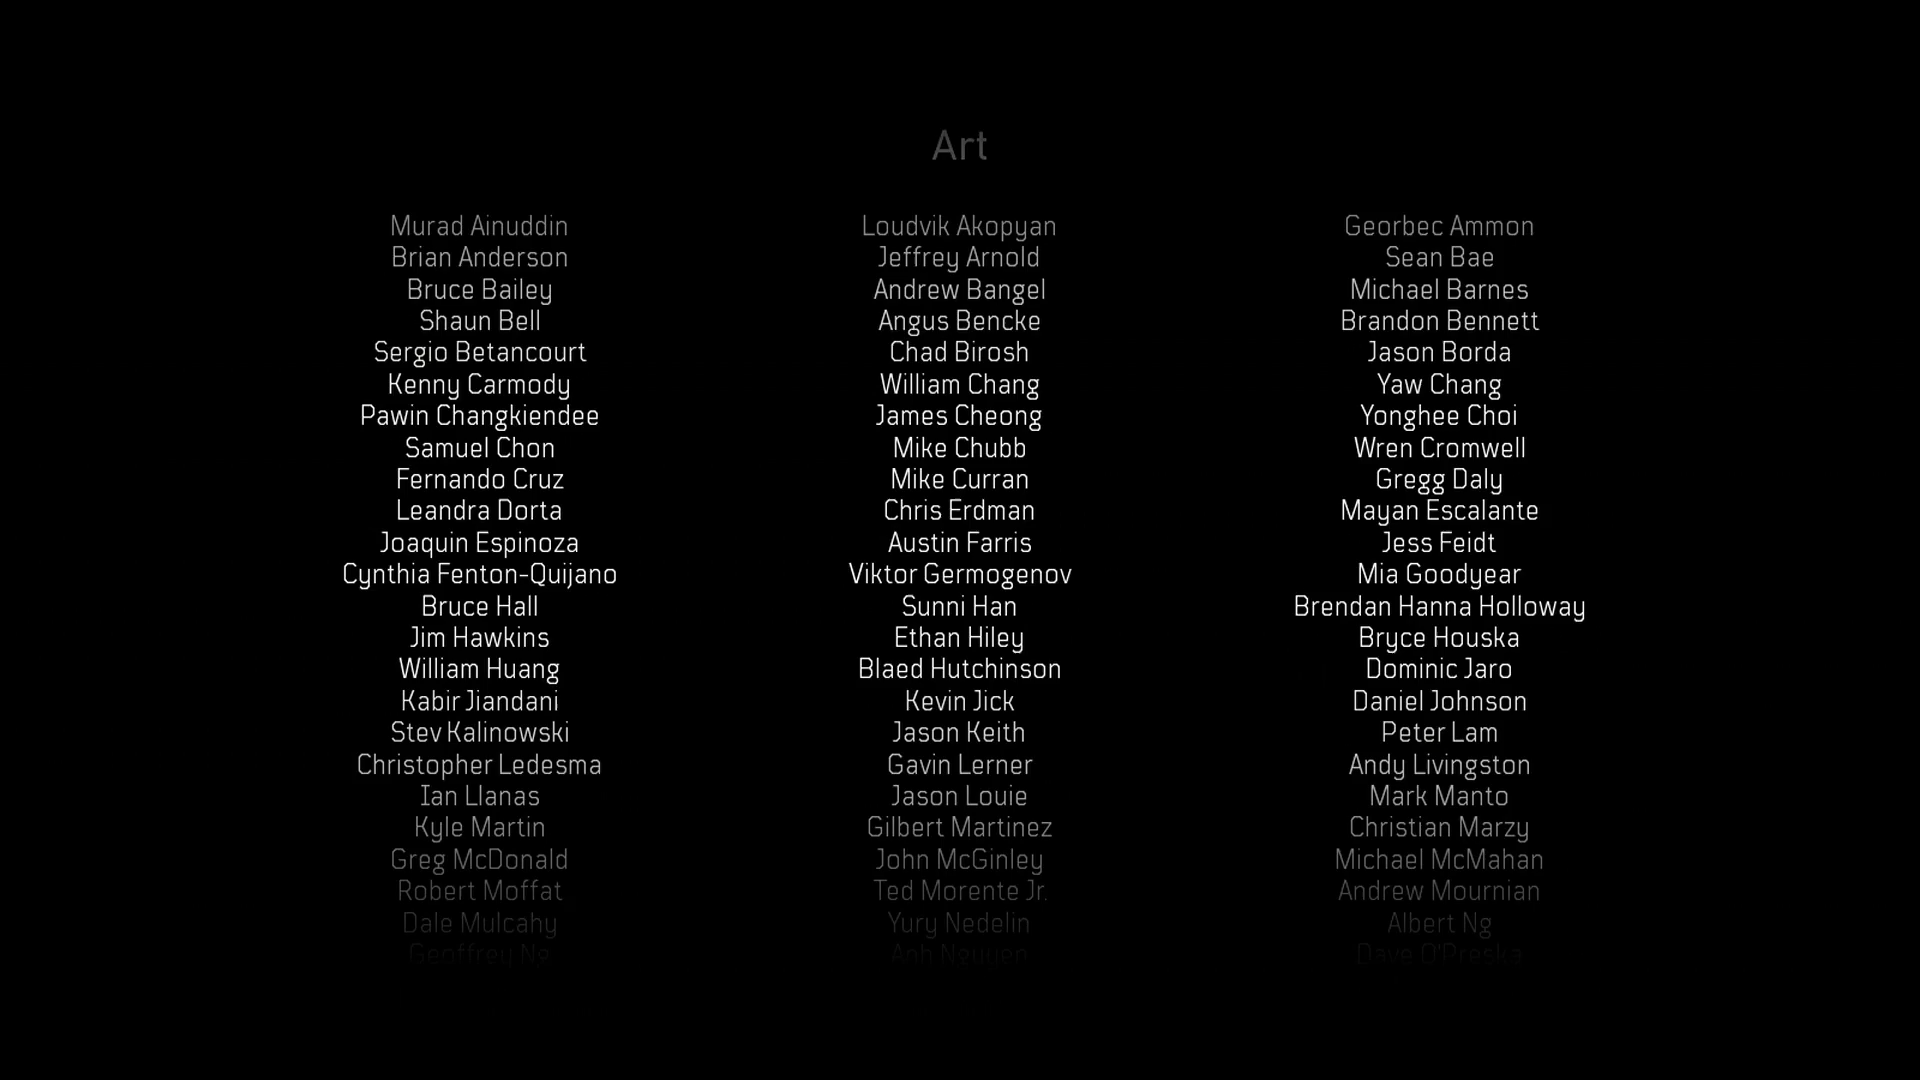 Art
Murad Ainuddin Loudvik Akopyan Georbec Ammon
Brian Anderson Jeffrey Arnold Sean Bae
Bruce Bailey Andrew Bangel Michael Barnes
Shaun Bell Angus Bencke Brandon Bennett
Sergio Betancourt Chad Birosh Jason Borda
Kenny Carmody William Chang Yaw Chang
Pawin Changkiendee James Cheong Yonghee Choi
Samuel Chon Mike Chubb Wren Cromwell
Fernando Cruz Mike Curran Gregg Daly
Leandra Dorta Chris Erdman Mayan Escalante
Joaquin Espinoza Austin Farris Jess Feidt
Cynthia Fenton-Quijano Viktor Germogenov Mia Goodyear
Bruce Hall Sunni Han Brendan Hanna Holloway
Jim Hawkins Ethan Hiley Bryce Houska
William Huang Blaed Hutchinson Dominic Jaro
Kabir Jiandani Kevin Jick Daniel Johnson
Stev Kalinowski Jason Keith Peter Lam
Christopher Ledesma Gavin Lerner Andy Livingston
Ian Llanas Jason Louie Mark Manto
Kyle Martin Gilbert Martinez Christian Marzy
Greg McDonald John McGinley Michael McMahan
Robert Moffat Ted Morente Jr. Andrew Mournian
Dale Mulcahy Yury Nedelin Albert Ng
Geoffrey Ng Anh Nguyen Dave O'Preska